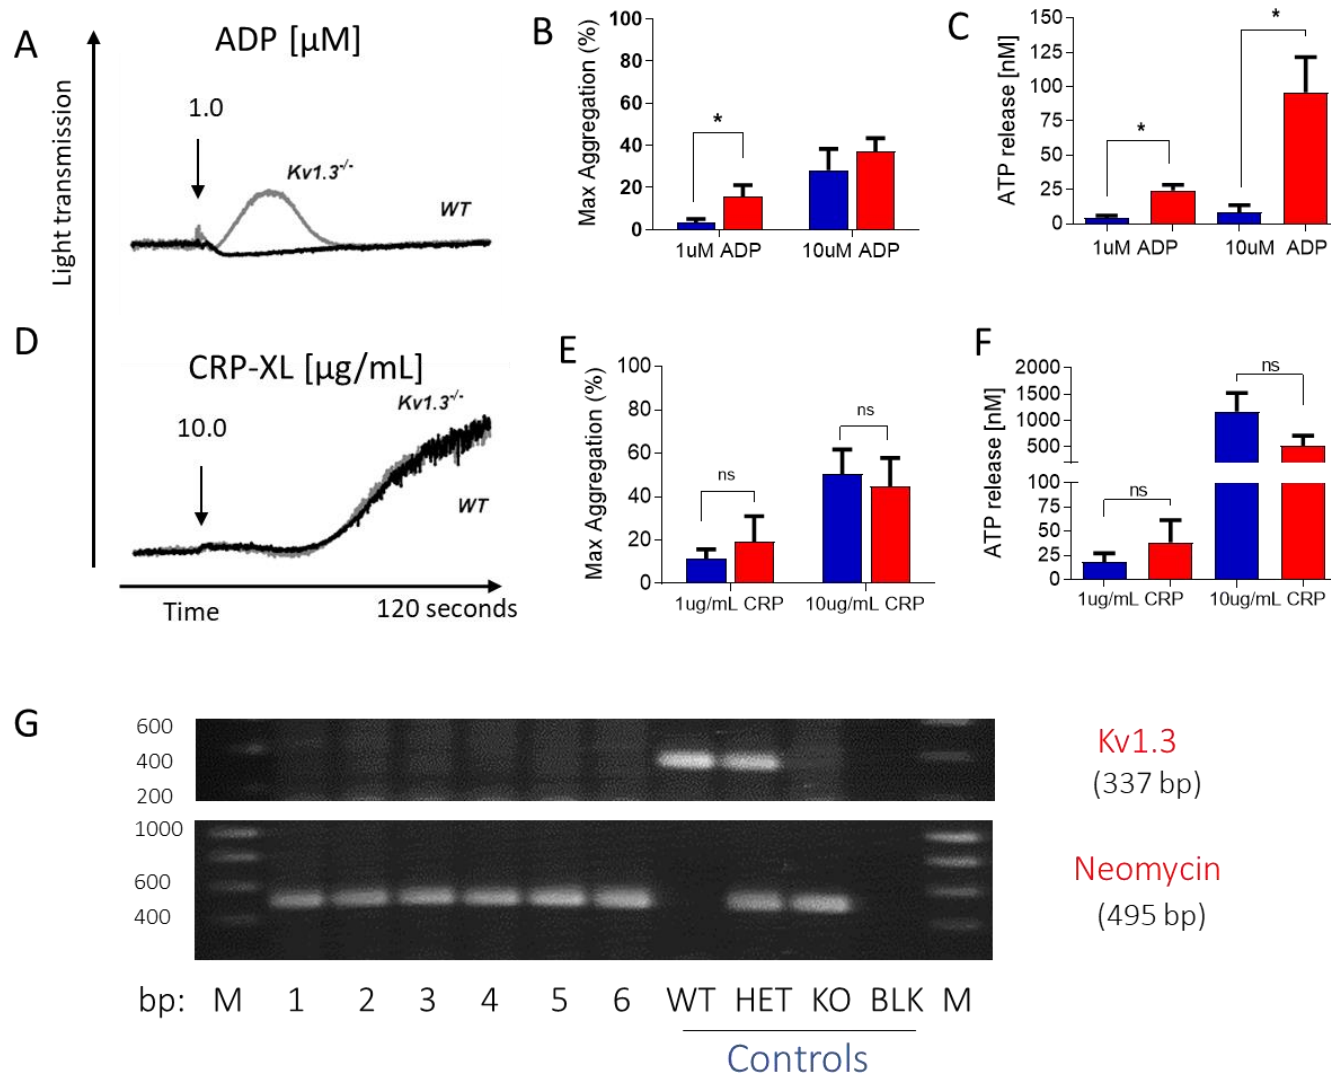 A
ADP [μM]
1.0
Kv1.3-/-
WT
Light transmission
B
Max Aggregation (%)
100
80
60
40
20
0
*
1uM ADP
10uM ADP
C
ATP release [nM]
150
125
100
75
50
25
0
*
*
1uM ADP
10uM ADP
D
CRP-XL [μg/mL]
10.0
Kv1.3-/-
WT
Time
120 seconds
E
Max Aggregation (%)
100
80
60
40
20
0
ns
ns
1ug/mL CRP
10ug/mL CRP
F
ATP release [nM]
2000
1500
1000
500
100
75
50
25
0
ns
ns
1ug/mL CRP
10ug/mL CRP
G
600
400
200
Kv1.3
(337 bp)
1000
600
400
Neomycin
(495 bp)
bp: M 1 2 3 4 5 6 WT HET KO BLK M
Controls